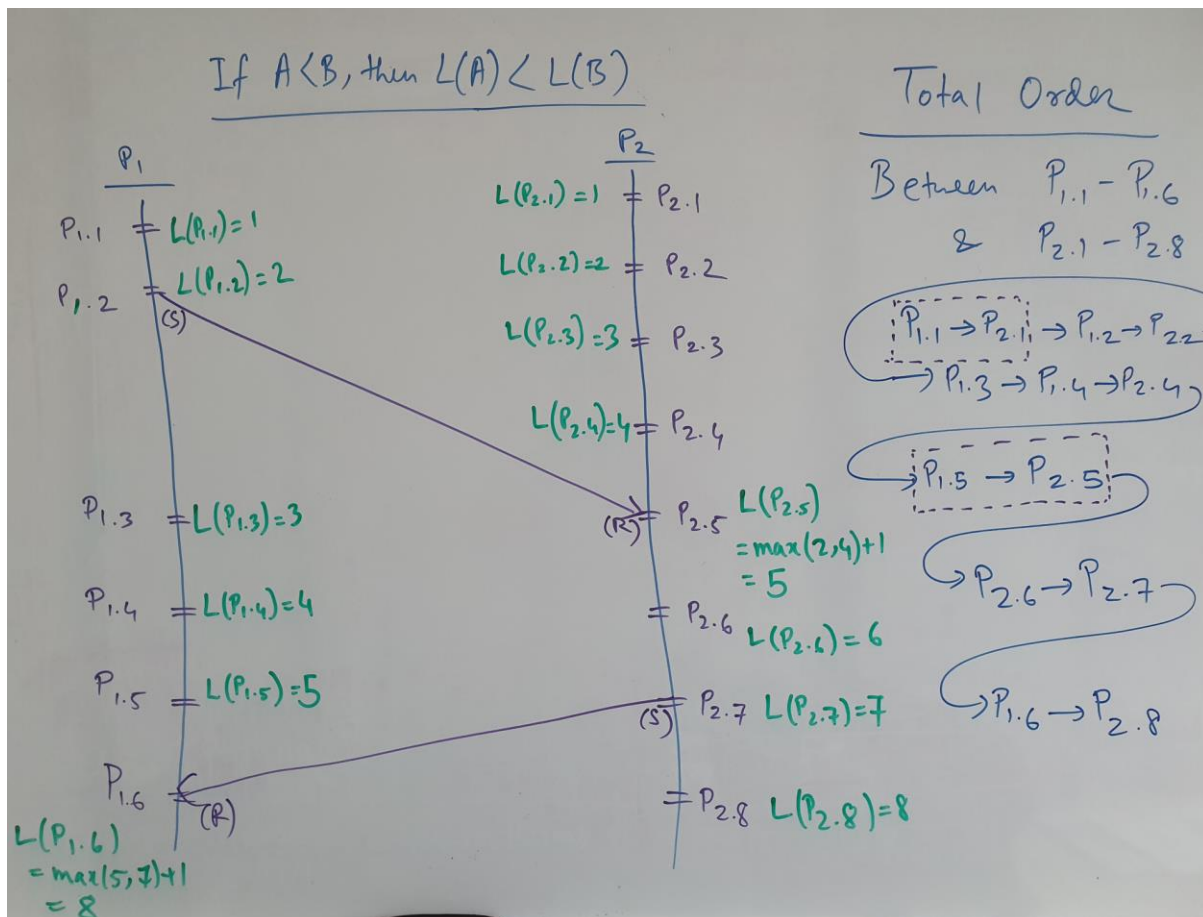 If A<B, then L(A) < L(B)
P1
P1.1 L(P1.1)=1
P1.2 L(P1.2)=2
(S)
P1.3 L(P1.3)=3
P1.4 L(P1.4)=4
P1.5 L(P1.5)=5
P1.6
(R)
L(P1.6)
= max(5,7)+1
= 8
P2
L(P2.1)=1 P2.1
L(P2.2)=2 P2.2
L(P2.3)=3 P2.3
L(P2.4)=4 P2.4
(R) P2.5 L(P2.5)
=max(2,4)+1
= 5
P2.6 L(P2.6)=6
(S) P2.7 L(P2.7)=7
P2.8 L(P2.8)=8
Total Order
Between P1.1 - P1.6
& P2.1 - P2.8
P1.1 → P2.1 → P1.2 → P2.2
→ P1.3 → P1.4 → P2.4
→ P1.5 → P2.5
→ P2.6 → P2.7
→ P1.6 → P2.8